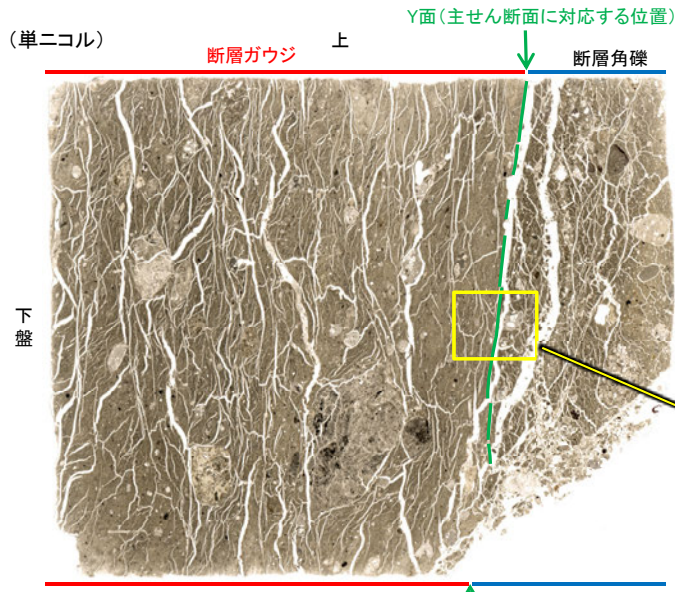 Y面(主せん断面に対応する位置)
(単ニコル)
上
断層ガウジ
断層角礫
下盤